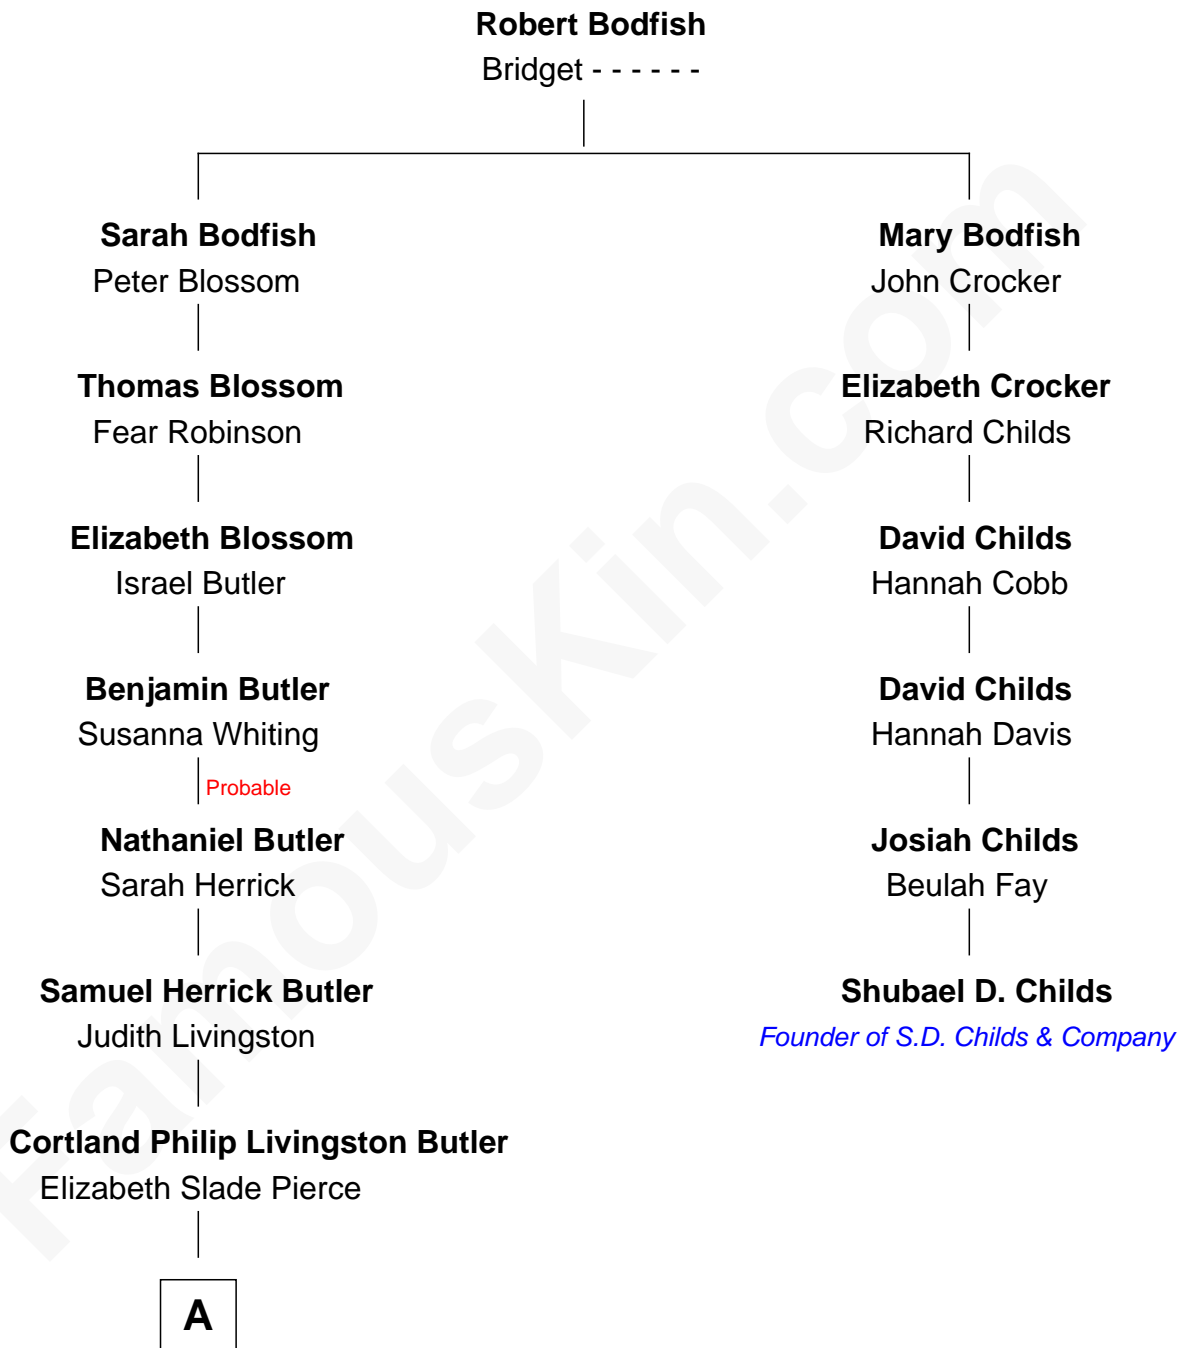 Robert Bodfish
Bridget - - - - - -
Sarah Bodfish
Peter Blossom
Mary Bodfish
John Crocker
Thomas Blossom
Fear Robinson
Elizabeth Crocker
Richard Childs
Elizabeth Blossom
Israel Butler
David Childs
Hannah Cobb
Benjamin Butler
Susanna Whiting
David Childs
Hannah Davis
Probable
Nathaniel Butler
Sarah Herrick
Josiah Childs
Beulah Fay
Samuel Herrick Butler
Judith Livingston
Shubael D. Childs
Founder of S.D. Childs & Company
Cortland Philip Livingston Butler
Elizabeth Slade Pierce
A
FamousKin.com